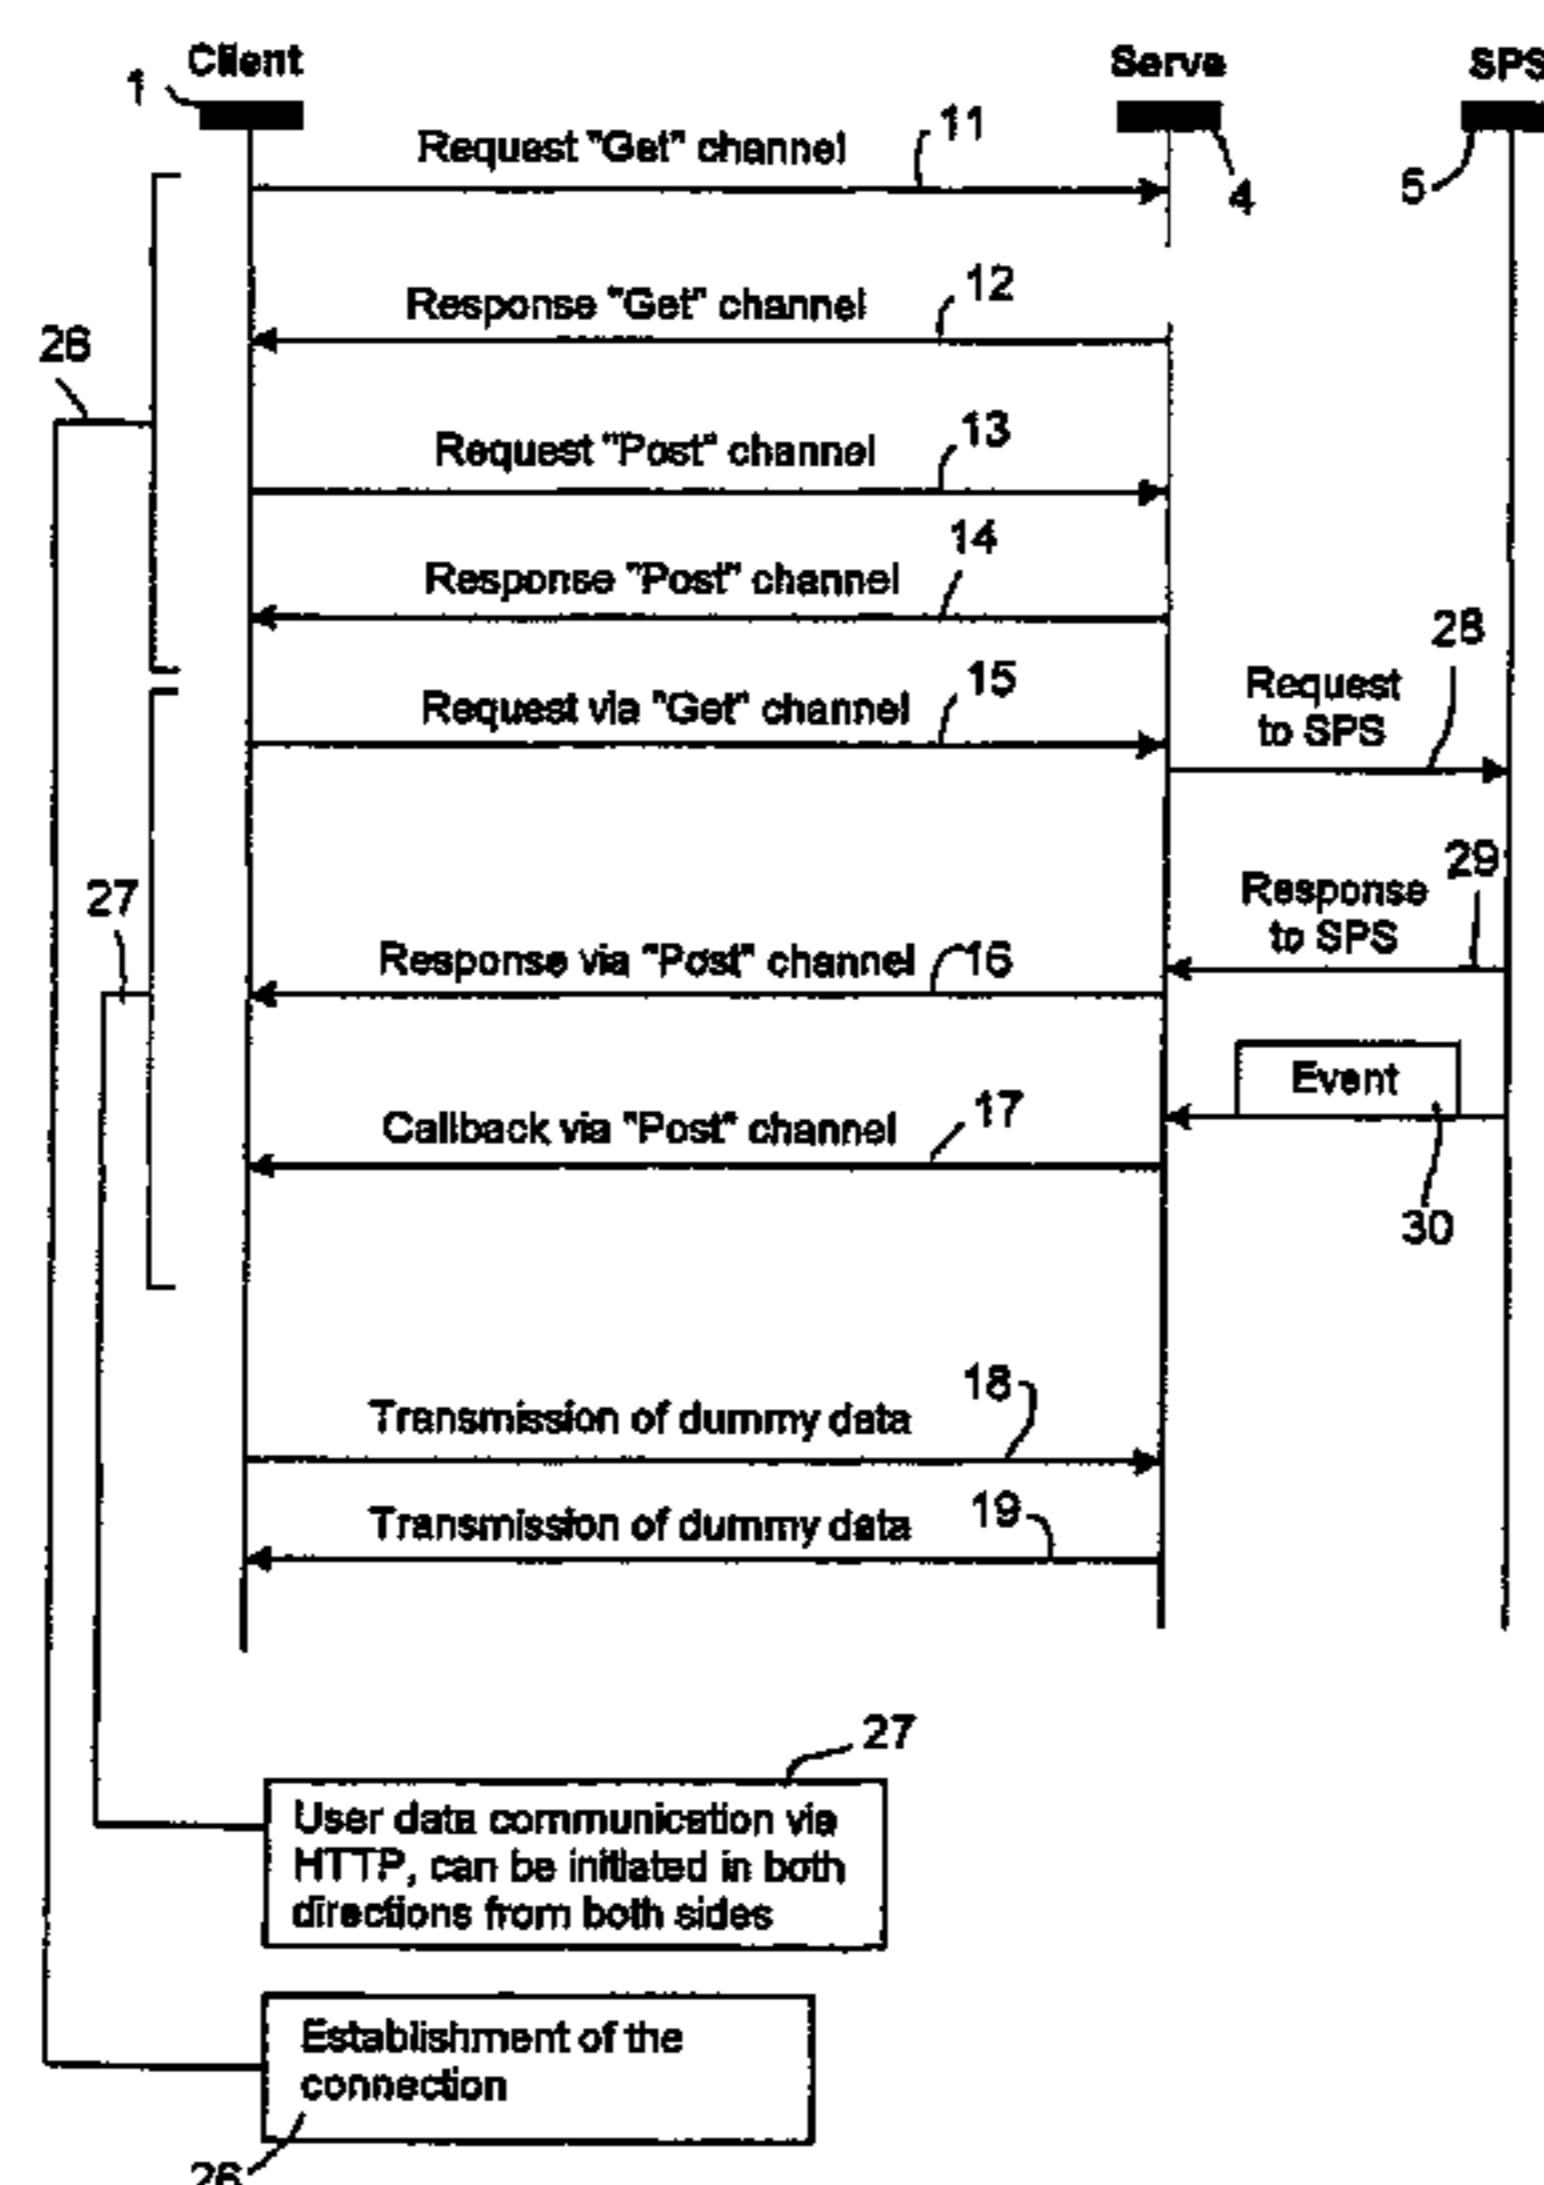 Client
Serve
SPS
1
4
5
Request "Get" channel
11
Response "Get" channel
12
26
Request "Post" channel
13
Response "Post" channel
14
Request via "Get" channel
15
Request
to SPS
28
27
Response
to SPS
29
Response via "Post" channel
16
Event
30
Callback via "Post" channel
17
Transmission of dummy data
18
Transmission of dummy data
19
27
User data communication via
HTTP, can be initiated in both
directions from both sides
Establishment of the
connection
26